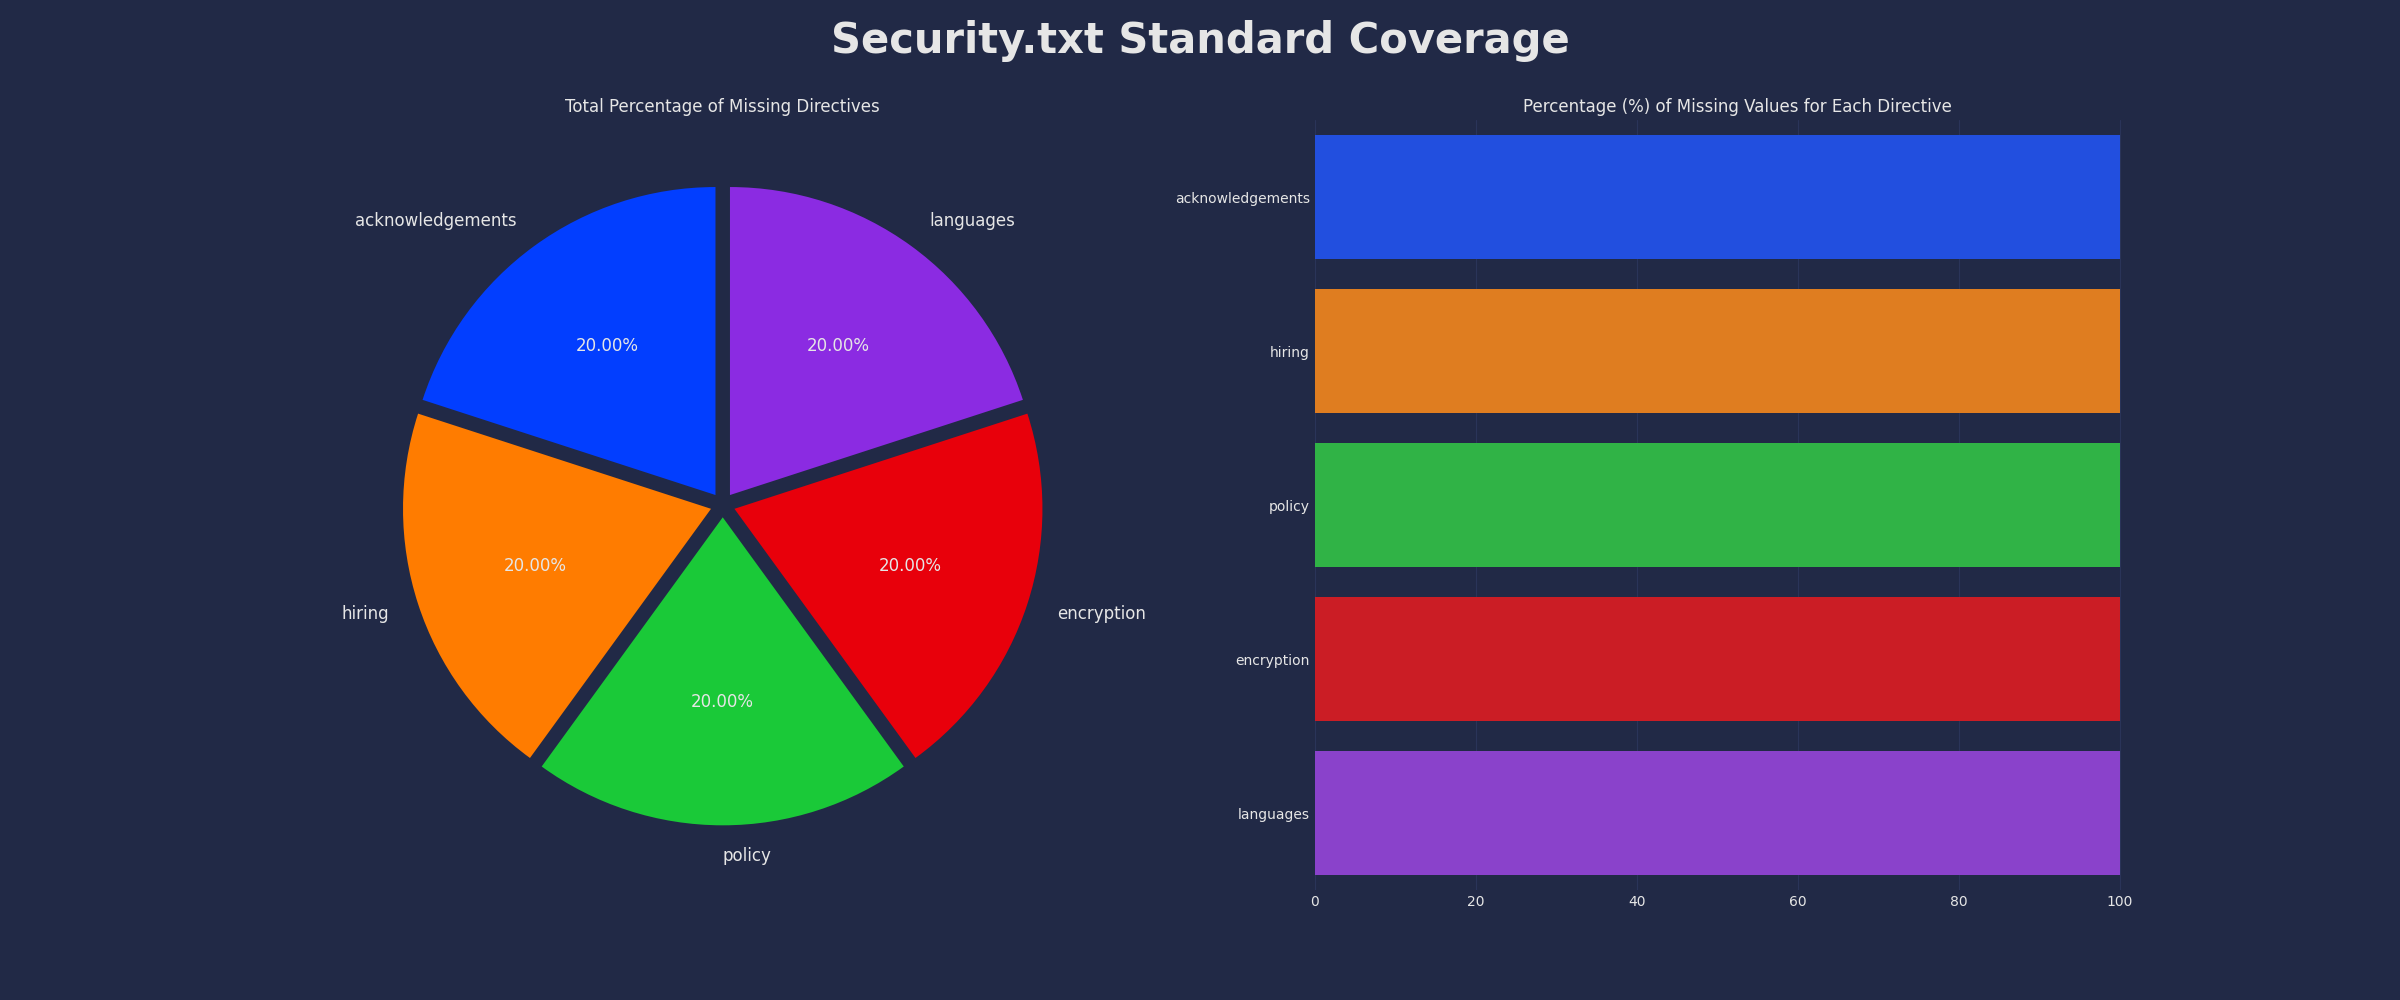 Security.txt Standard Coverage
Total Percentage of Missing Directives
acknowledgements
languages
20.00%
20.00%
20.00%
20.00%
hiring
encryption
20.00%
policy
Percentage (%) of Missing Values for Each Directive
acknowledgements
hiring
policy
encryption
languages
0 20 40 60 80 100